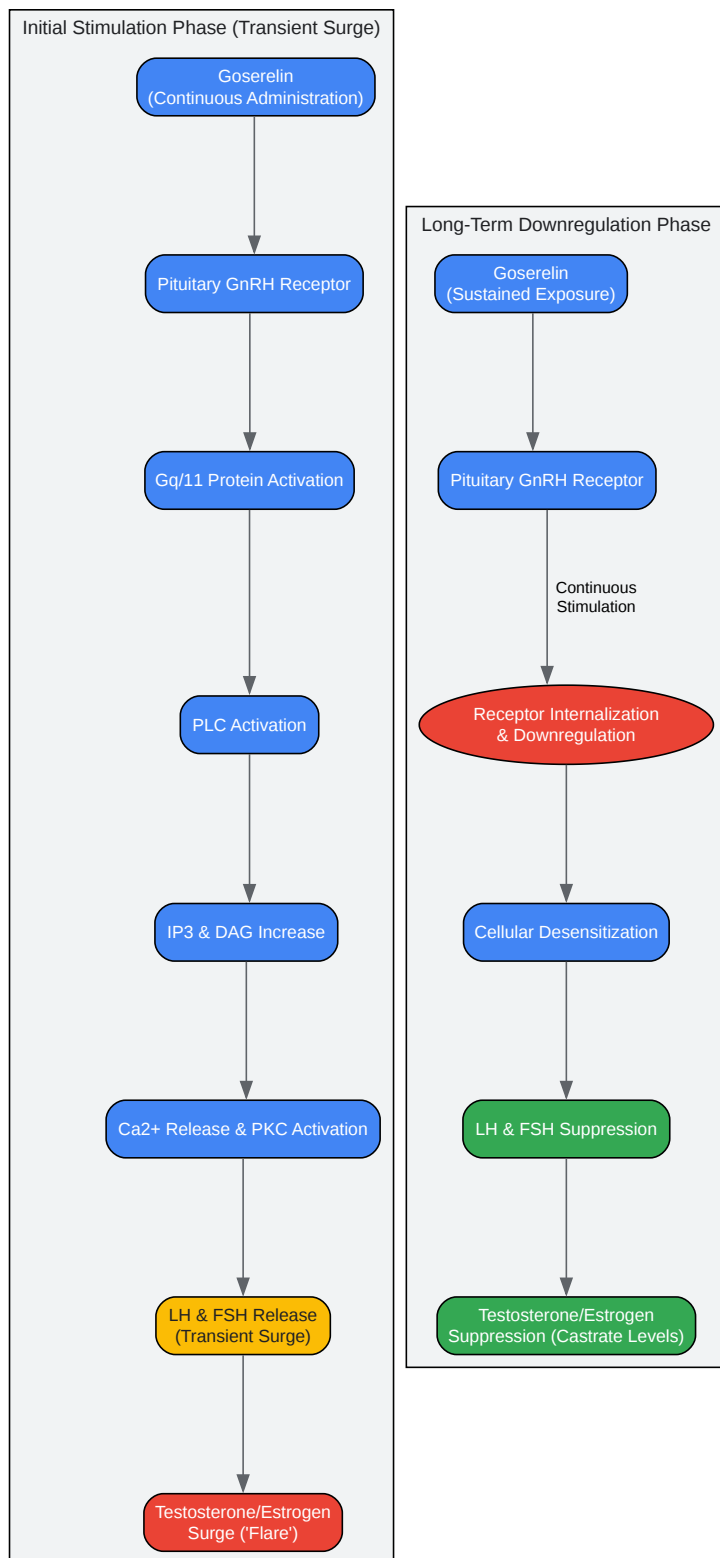 Initial Stimulation Phase (Transient Surge)
Goserelin
(Continuous Administration)
Pituitary GnRH Receptor
Gq/11 Protein Activation
PLC Activation
IP3 & DAG Increase
Ca2+ Release & PKC Activation
LH & FSH Release
(Transient Surge)
Testosterone/Estrogen
Surge ('Flare')
Long-Term Downregulation Phase
Goserelin
(Sustained Exposure)
Pituitary GnRH Receptor
Continuous
Stimulation
Receptor Internalization
& Downregulation
Cellular Desensitization
LH & FSH Suppression
Testosterone/Estrogen
Suppression (Castrate Levels)